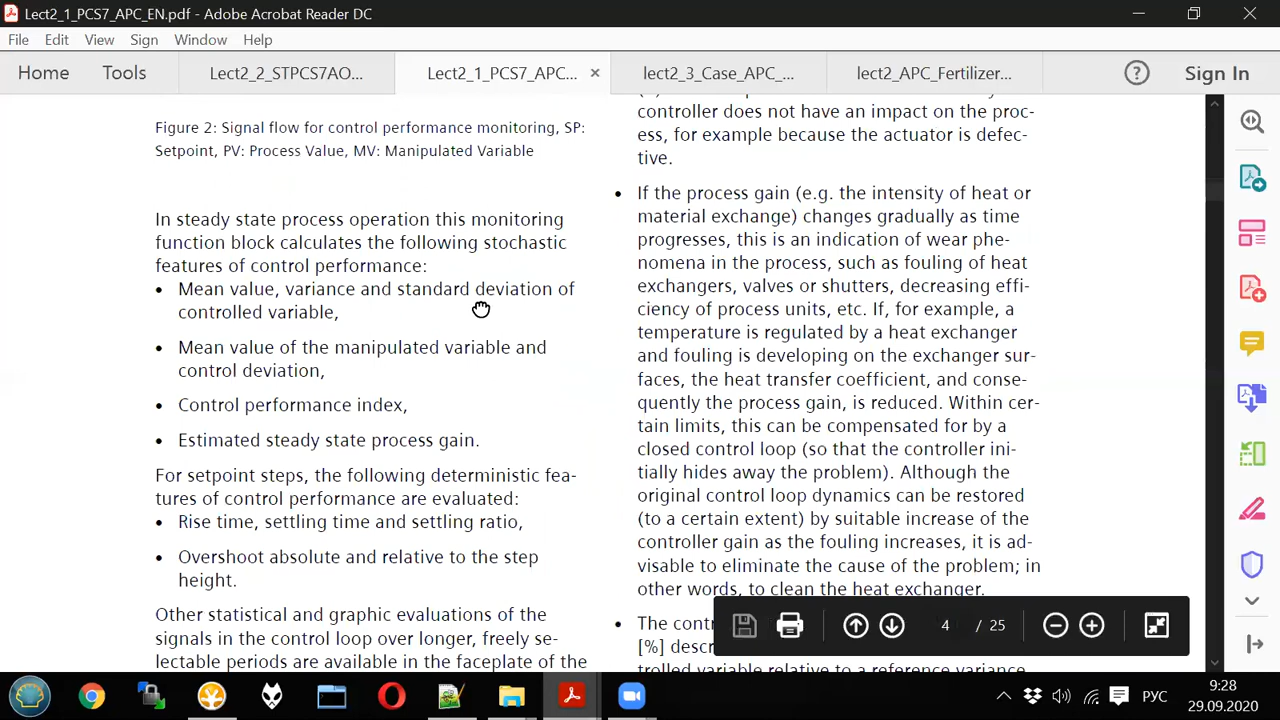 Lect2_1_PCS7_APC_EN.pdf - Adobe Acrobat Reader DC
File Edit View Sign Window Help
Home Tools Lect2_2_STPCS7AO... Lect2_1_PCS7_APC... lect2_3_Case_APC_... lect2_APC_Fertilizer... Sign In
Figure 2: Signal flow for control performance monitoring, SP:
Setpoint, PV: Process Value, MV: Manipulated Variable
In steady state process operation this monitoring
function block calculates the following stochastic
features of control performance:
• Mean value, variance and standard deviation of
controlled variable,
• Mean value of the manipulated variable and
control deviation,
• Control performance index,
• Estimated steady state process gain.
For setpoint steps, the following deterministic fea-
tures of control performance are evaluated:
• Rise time, settling time and settling ratio,
• Overshoot absolute and relative to the step
height.
Other statistical and graphic evaluations of the
signals in the control loop over longer, freely se-
lectable periods are available in the faceplate of the
controller does not have an impact on the proc-
ess, for example because the actuator is defec-
tive.
• If the process gain (e.g. the intensity of heat or
material exchange) changes gradually as time
progresses, this is an indication of wear phe-
nomena in the process, such as fouling of heat
exchangers, valves or shutters, decreasing effi-
ciency of process units, etc. If, for example, a
temperature is regulated by a heat exchanger
and fouling is developing on the exchanger sur-
faces, the heat transfer coefficient, and conse-
quently the process gain, is reduced. Within cer-
tain limits, this can be compensated for by a
closed control loop (so that the controller ini-
tially hides away the problem). Although the
original control loop dynamics can be restored
(to a certain extent) by suitable increase of the
controller gain as the fouling increases, it is ad-
visable to eliminate the cause of the problem; in
other words, to clean the heat exchanger.
• The cont
[%] descr
trolled variable relative to a reference variance
4 / 25
РУС
9:28
29.09.2020